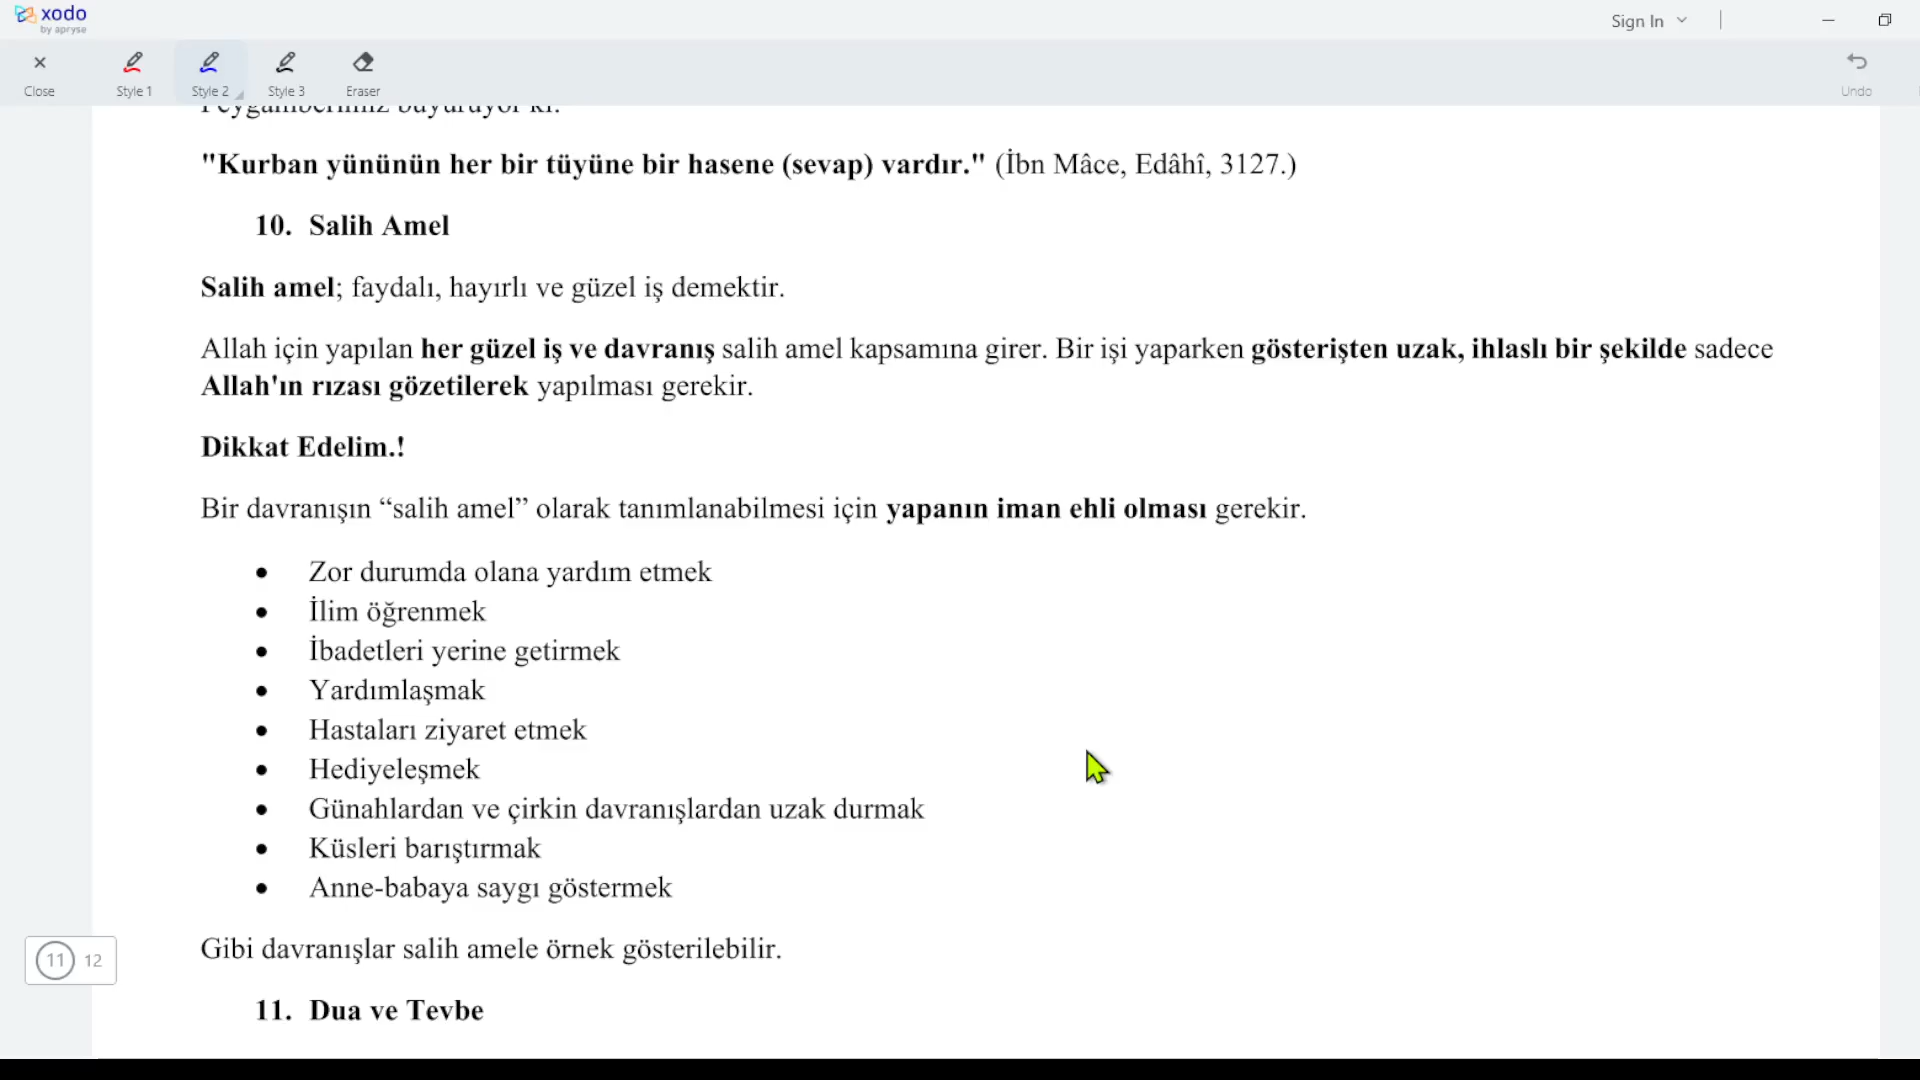 xodo
by apryse
Sign In
Close
Style 1
Style 2
Style 3
Eraser
Undo
Peygamberimiz buyuruyor ki:
"Kurban yününün her bir tüyüne bir hasene (sevap) vardır." (İbn Mâce, Edâhî, 3127.)
10. Salih Amel
Salih amel; faydalı, hayırlı ve güzel iş demektir.
Allah için yapılan her güzel iş ve davranış salih amel kapsamına girer. Bir işi yaparken gösterişten uzak, ihlaslı bir şekilde sadece
Allah'ın rızası gözetilerek yapılması gerekir.
Dikkat Edelim.!
Bir davranışın “salih amel” olarak tanımlanabilmesi için yapanın iman ehli olması gerekir.
• Zor durumda olana yardım etmek
• İlim öğrenmek
• İbadetleri yerine getirmek
• Yardımlaşmak
• Hastaları ziyaret etmek
• Hediyeleşmek
• Günahlardan ve çirkin davranışlardan uzak durmak
• Küsleri barıştırmak
• Anne-babaya saygı göstermek
Gibi davranışlar salih amele örnek gösterilebilir.
11 12
11. Dua ve Tevbe